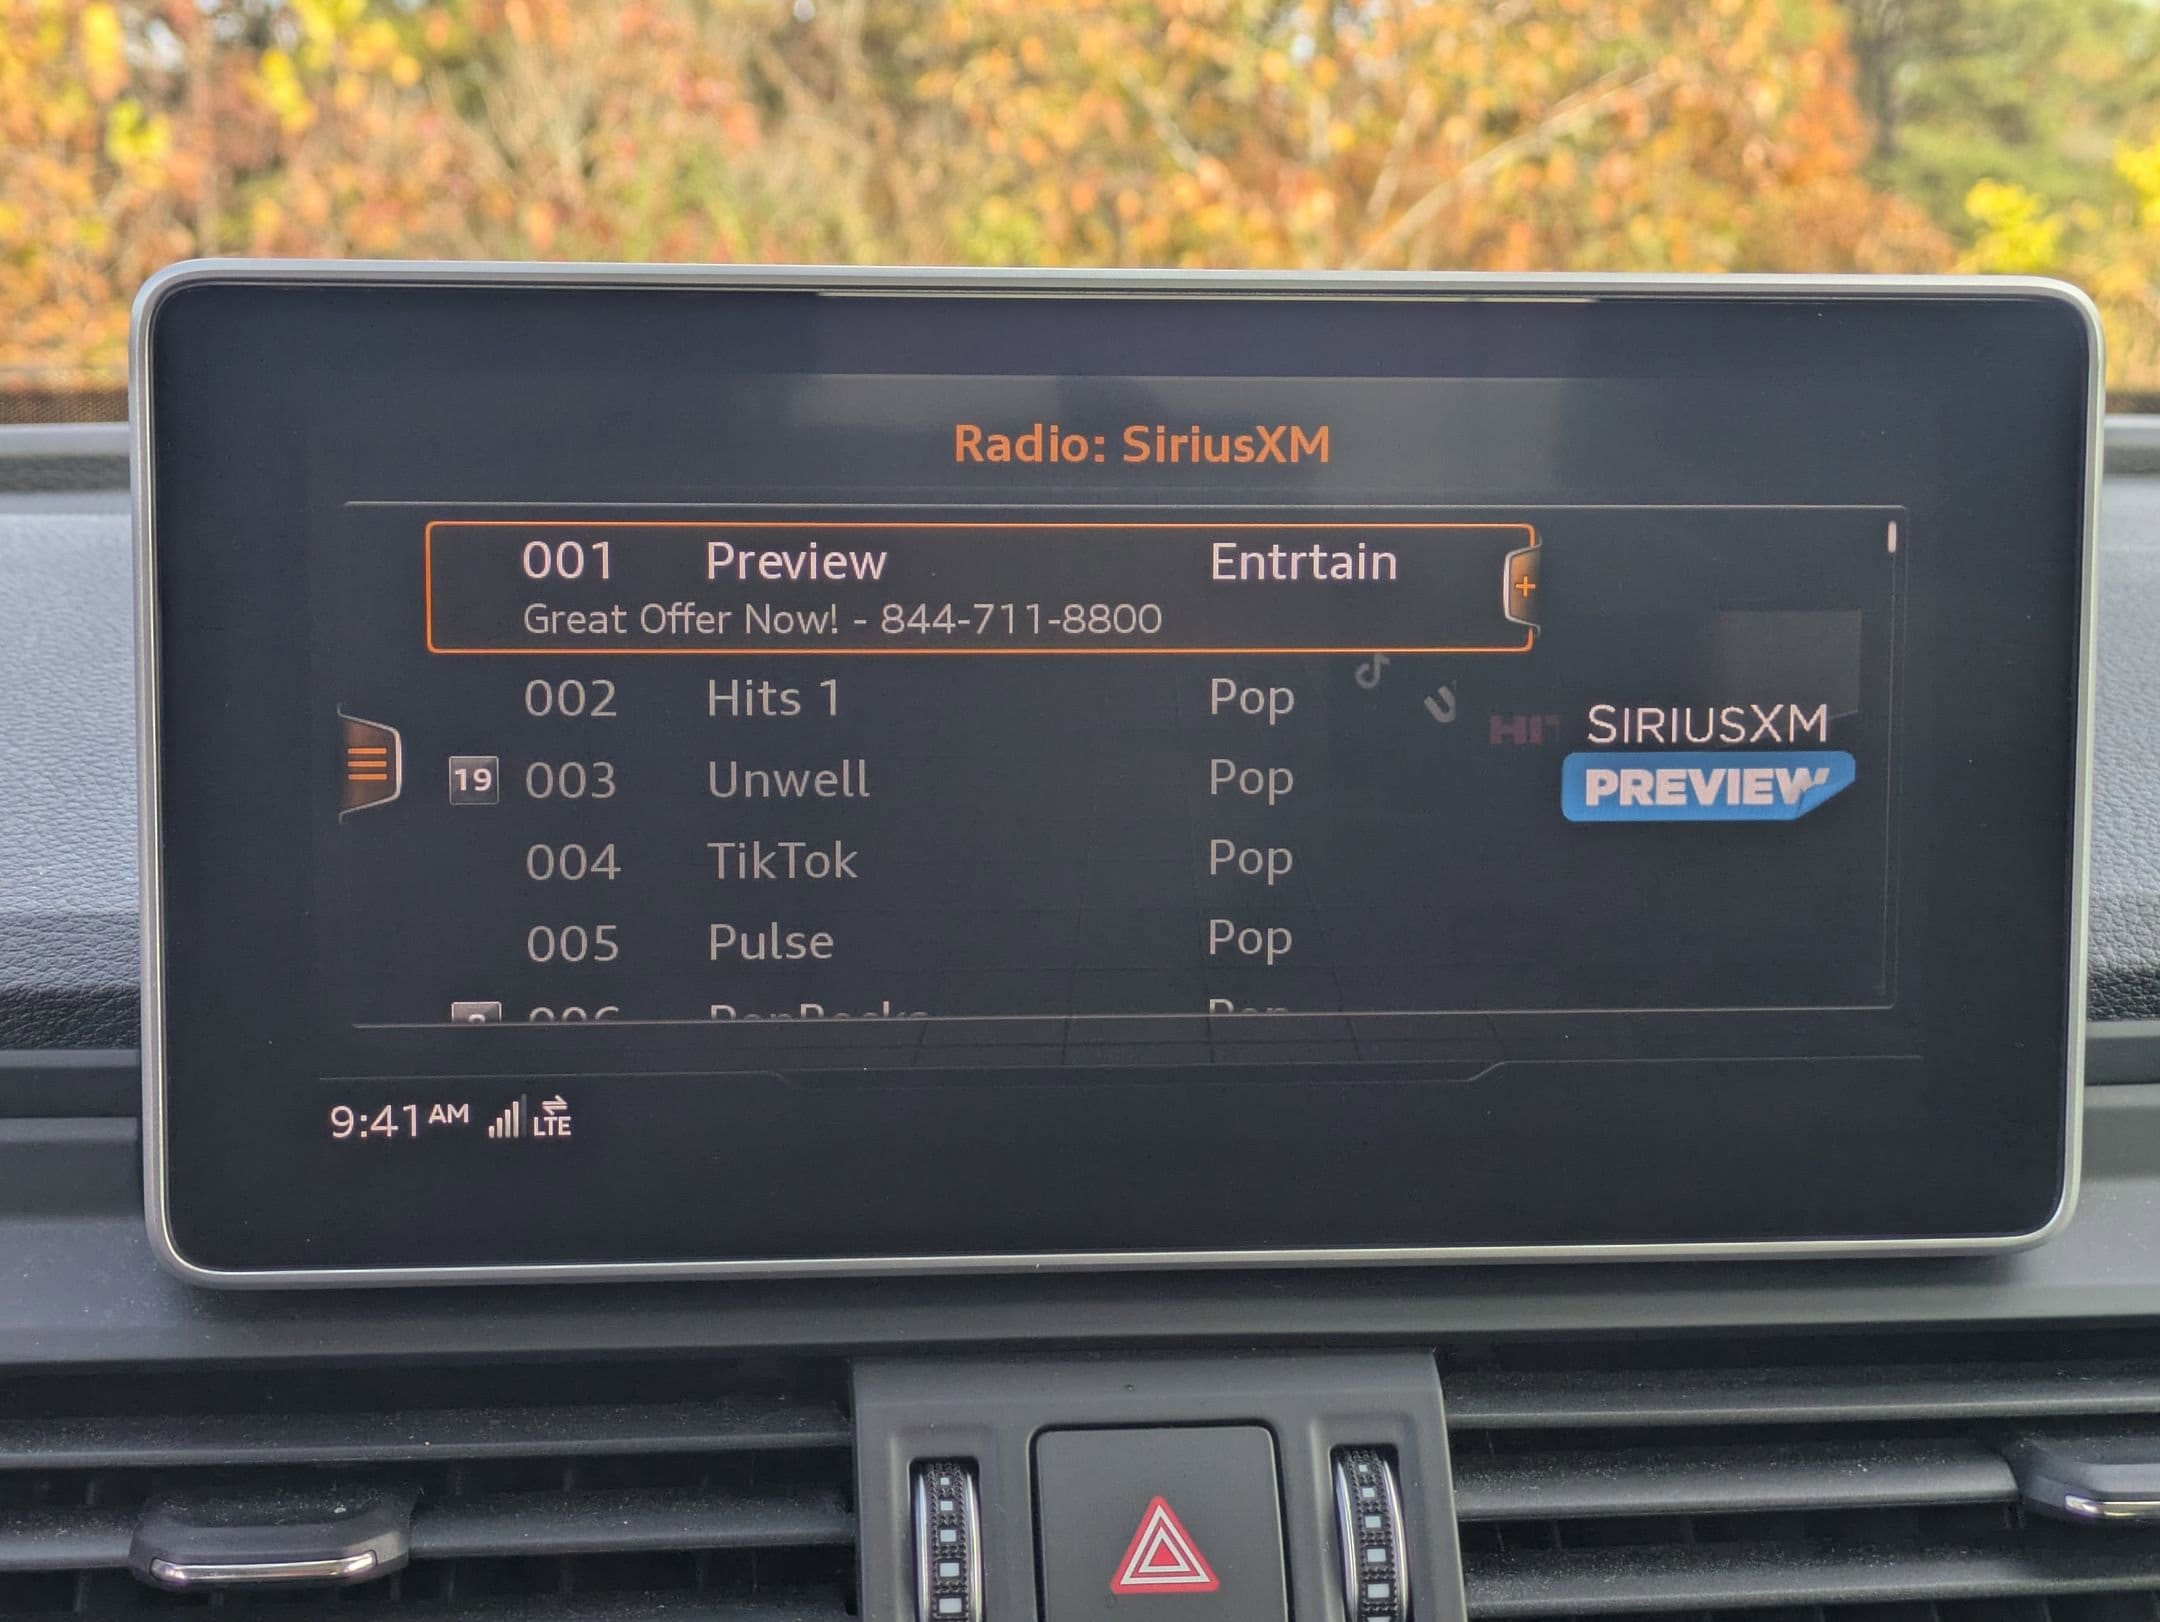 Radio: SiriusXM
001 Preview Entrtain
Great Offer Now! - 844-711-8800
002 Hits 1 Pop
19 003 Unwell Pop
004 TikTok Pop
005 Pulse Pop
SIRIUSXM
PREVIEW
9:41 AM LTE